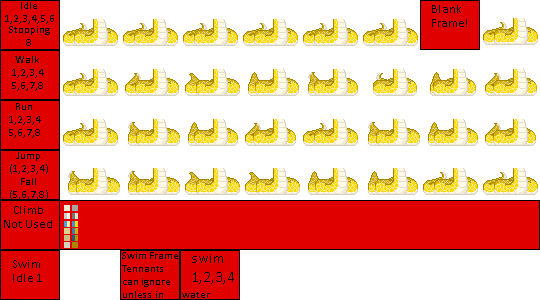 Idle
1,2,3,4,5,6
Stopping
8
Blank
Frame!
Walk
1,2,3,4
5,6,7,8
Run
1,2,3,4
5,6,7,8
Jump
(1,2,3,4)
Fall
(5,6,7,8)
Climb
Not Used
Swim
Idle 1
Swim Frame
Tennants
can ignore
unless in
water
swim
1,2,3,4